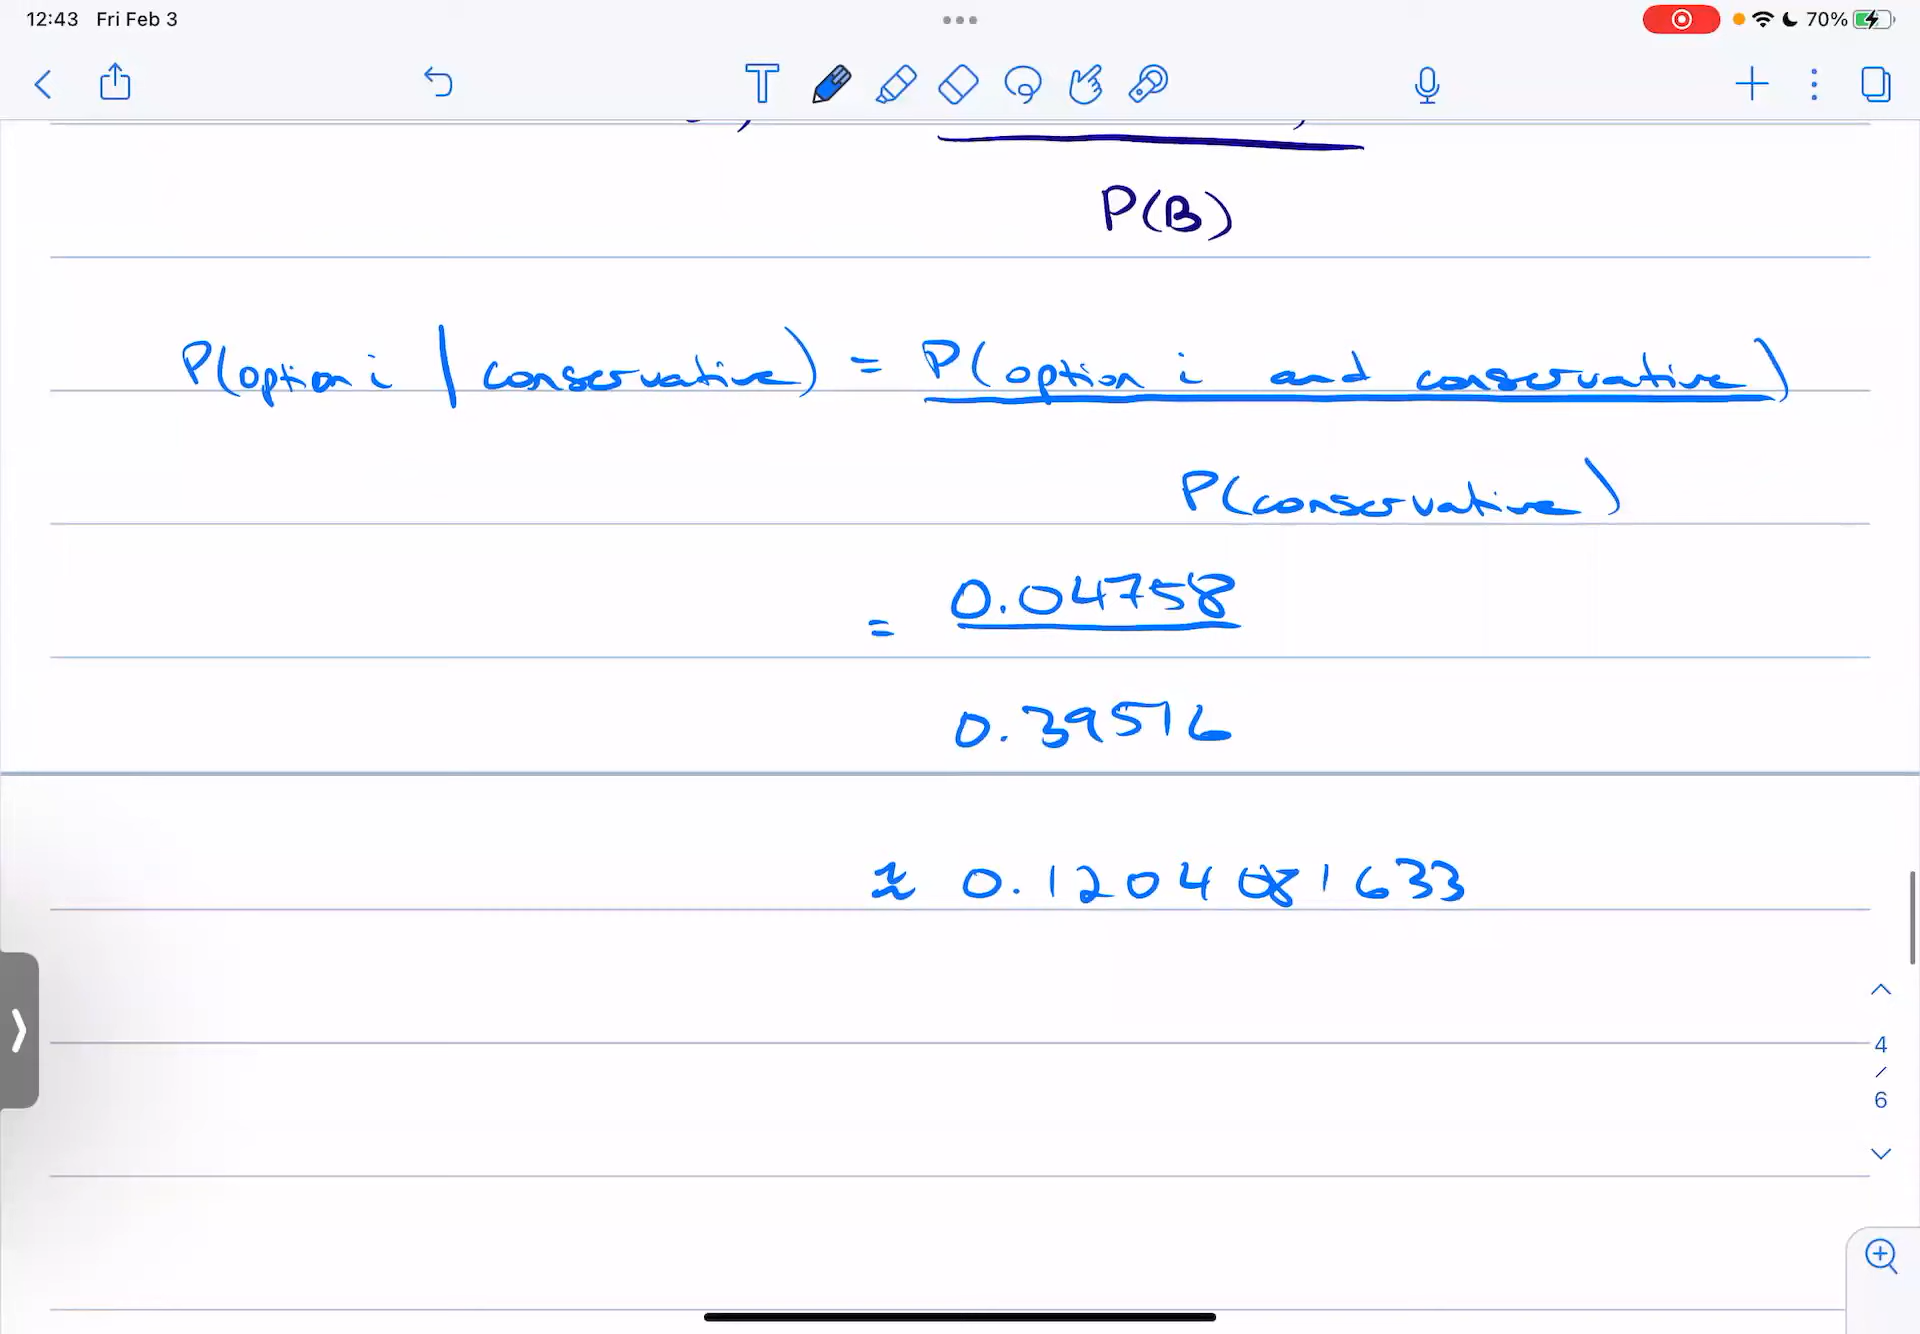 12:43 Fri Feb 3
70%
P(B)
P(option i | conservative) = P(option i and conservative)
P(conservative)
= 0.04758
0.39516
≈ 0.1204081633
4
/
6